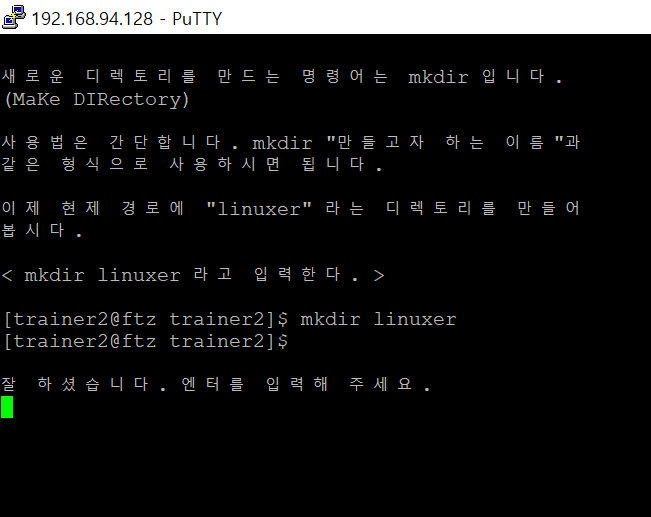 192.168.94.128 - PuTTY
새로운 디렉토리를 만드는 명령어는 mkdir 입니다.
(MaKe DIRectory)
사용법은 간단합니다. mkdir "만들고자 하는 이름"과
같은 형식으로 사용하시면 됩니다.
이제 현제 경로에 "linuxer" 라는 디렉토리를 만들어
봅시다.
< mkdir linuxer 라고 입력한다. >
[trainer2@ftz trainer2]$ mkdir linuxer
[trainer2@ftz trainer2]$
잘 하셨습니다. 엔터를 입력해 주세요.